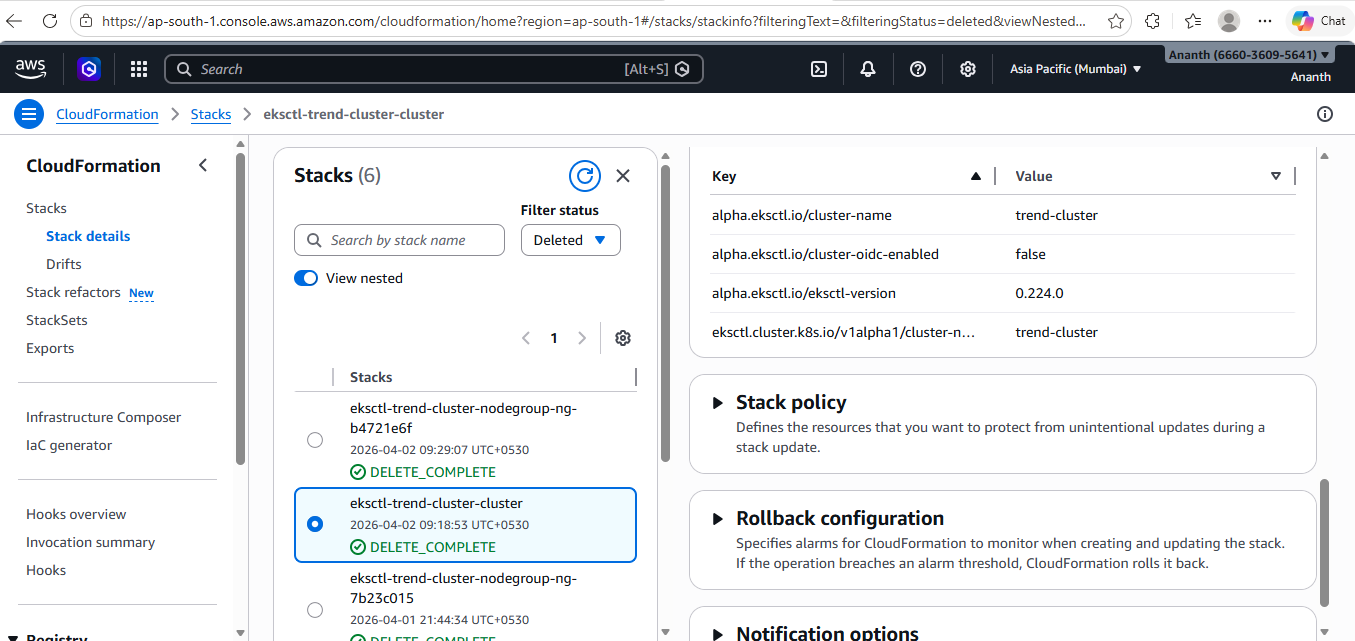 https://ap-south-1.console.aws.amazon.com/cloudformation/home?region=ap-south-1#/stacks/stackinfo?filteringText=&filteringStatus=deleted&viewNested...
Chat
aws
Search
[Alt+S]
Asia Pacific (Mumbai)
Ananth (6660-3609-5641)
Ananth
CloudFormation
Stacks
eksctl-trend-cluster-cluster
CloudFormation
Stacks
Stack details
Drifts
Stack refactors New
StackSets
Exports
Infrastructure Composer
IaC generator
Hooks overview
Invocation summary
Hooks
Registry
Stacks (6)
Filter status
Search by stack name
Deleted
View nested
1
Stacks
eksctl-trend-cluster-nodegroup-ng-
b4721e6f
2026-04-02 09:29:07 UTC+0530
DELETE_COMPLETE
eksctl-trend-cluster-cluster
2026-04-02 09:18:53 UTC+0530
DELETE_COMPLETE
eksctl-trend-cluster-nodegroup-ng-
7b23c015
2026-04-01 21:44:34 UTC+0530
DELETE_COMPLETE
Key Value
alpha.eksctl.io/cluster-name trend-cluster
alpha.eksctl.io/cluster-oidc-enabled false
alpha.eksctl.io/eksctl-version 0.224.0
eksctl.cluster.k8s.io/v1alpha1/cluster-n... trend-cluster
Stack policy
Defines the resources that you want to protect from unintentional updates during a
stack update.
Rollback configuration
Specifies alarms for CloudFormation to monitor when creating and updating the stack.
If the operation breaches an alarm threshold, CloudFormation rolls it back.
Notification options